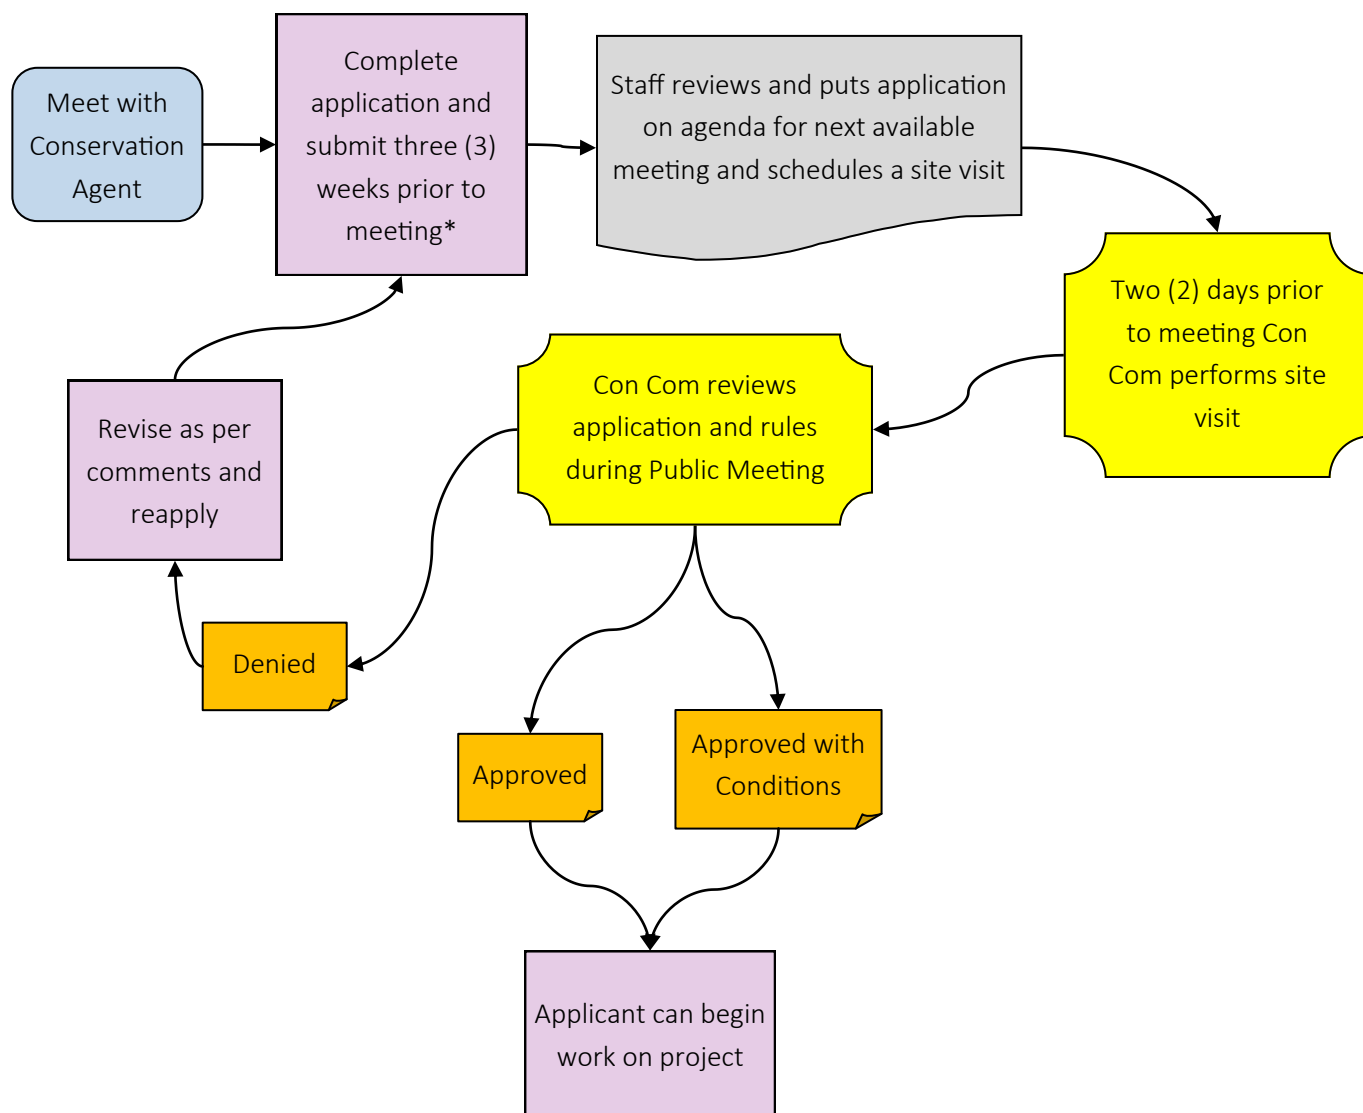 Meet with
Conservation
Agent
Complete
application and
submit three (3)
weeks prior to
meeting*
Staff reviews and puts application
on agenda for next available
meeting and schedules a site visit
Two (2) days prior
to meeting Con
Com performs site
visit
Con Com reviews
application and rules
during Public Meeting
Revise as per
comments and
reapply
Denied
Approved
Approved with
Conditions
Applicant can begin
work on project